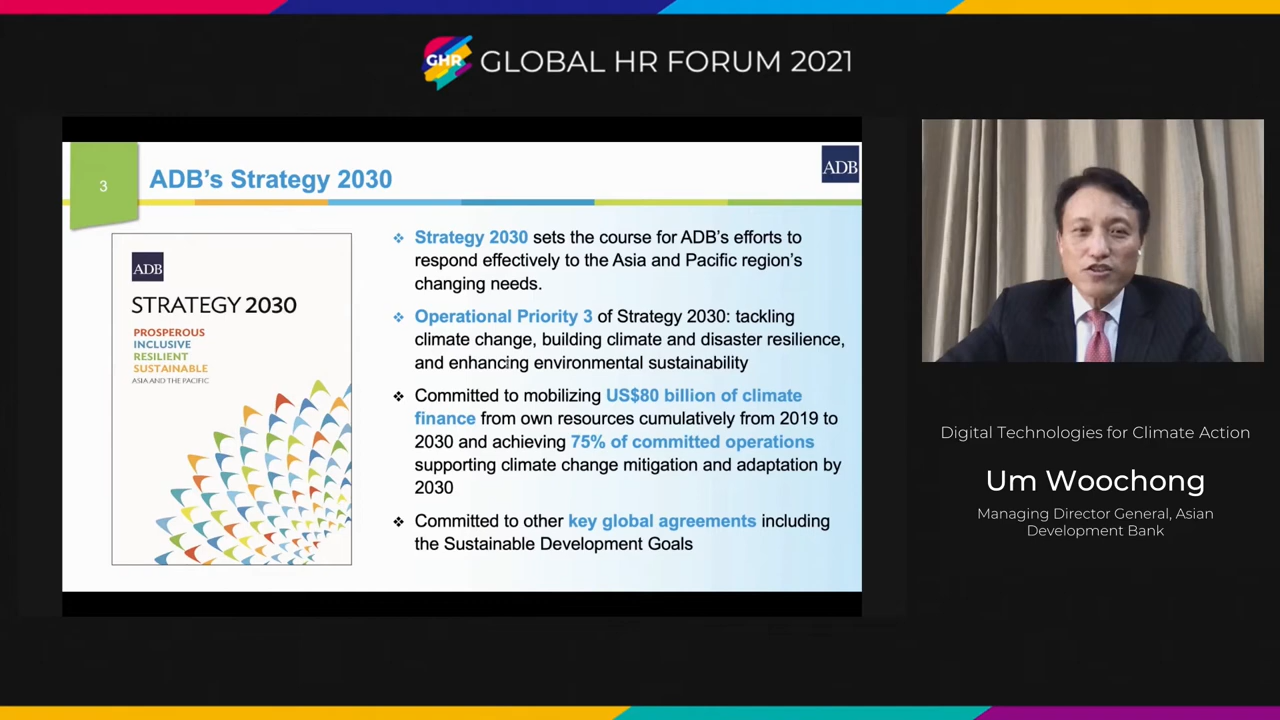 GHR
GLOBAL HR FORUM 2021
3
ADB's Strategy 2030
ADB
ADB
STRATEGY 2030
PROSPEROUS
INCLUSIVE
RESILIENT
SUSTAINABLE
ASIA AND THE PACIFIC
Strategy 2030 sets the course for ADB's efforts to
respond effectively to the Asia and Pacific region's
changing needs.
Operational Priority 3 of Strategy 2030: tackling
climate change, building climate and disaster resilience,
and enhancing environmental sustainability
Committed to mobilizing US$80 billion of climate
finance from own resources cumulatively from 2019 to
2030 and achieving 75% of committed operations
supporting climate change mitigation and adaptation by
2030
Committed to other key global agreements including
the Sustainable Development Goals
Digital Technologies for Climate Action
Um Woochong
Managing Director General, Asian
Development Bank